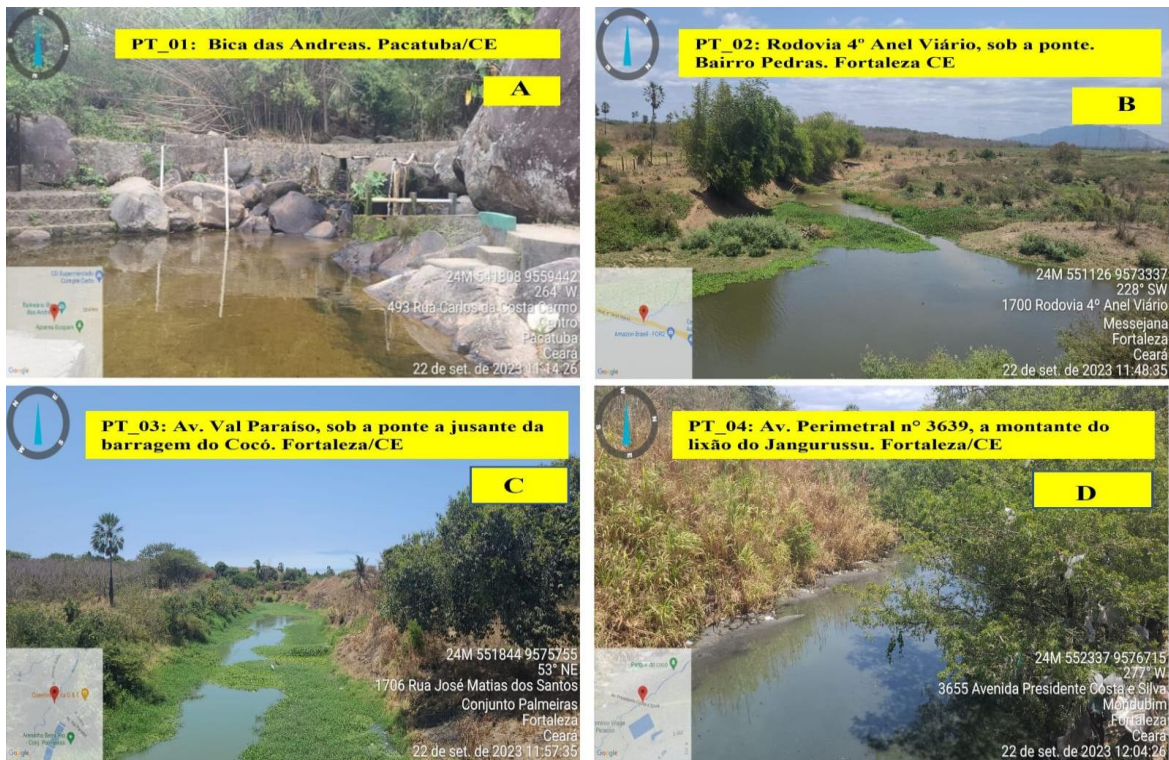 PT_01: Bica das Andreas. Pacatuba/CE
A
24M 541808 9559442
264° W
493 Rua Carlos da Costa Carmo
Centro
Pacatuba
Ceará
22 de set. de 2023 11:14:26
Google
PT_02: Rodovia 4º Anel Viário, sob a ponte.
Bairro Pedras. Fortaleza CE
B
24M 551126 9573337
228° SW
1700 Rodovia 4º Anel Viário
Messejana
Fortaleza
Ceará
22 de set. de 2023 11:48:35
Google
PT_03: Av. Val Paraíso, sob a ponte a jusante da
barragem do Cocó. Fortaleza/CE
C
24M 551844 9575755
53° NE
1706 Rua José Matias dos Santos
Conjunto Palmeiras
Fortaleza
Ceará
22 de set. de 2023 11:57:35
Google
PT_04: Av. Perimetral n° 3639, a montante do
lixão do Jangurussu. Fortaleza/CE
D
24M 552337 9576715
277° W
3655 Avenida Presidente Costa e Silva
Mondubim
Fortaleza
Ceará
22 de set. de 2023 12:04:26
Google